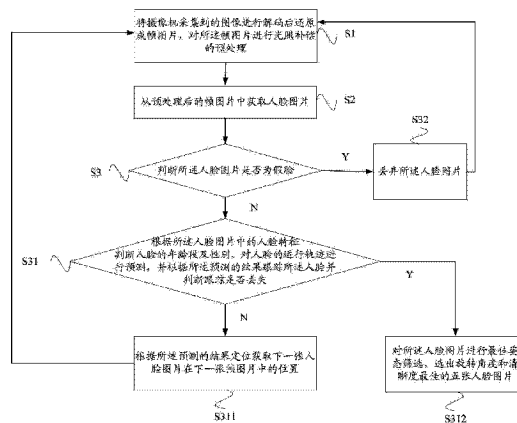 将摄像机采集到的图像进行解码后还原
成帧图片，对所述帧图片进行光照补偿
的预处理
S1
从预处理后的帧图片中获取人脸图片
S2
S32
判断所述人脸图片是否为假脸
Y
丢弃所述人脸图片
S3
N
根据所述人脸图片中的人脸特征
判断人脸的年龄段及性别、对人脸的运行轨迹进
行预测，并根据所述预测的结果跟踪所述人脸并
判断跟踪是否丢失
S31
Y
N
根据所述预测的结果定位获取下一张人
脸图片在下一张帧图片中的位置
对所述人脸图片进行最佳姿
态筛选，选出旋转角度和清
晰度最佳的五张人脸图片
S311
S312